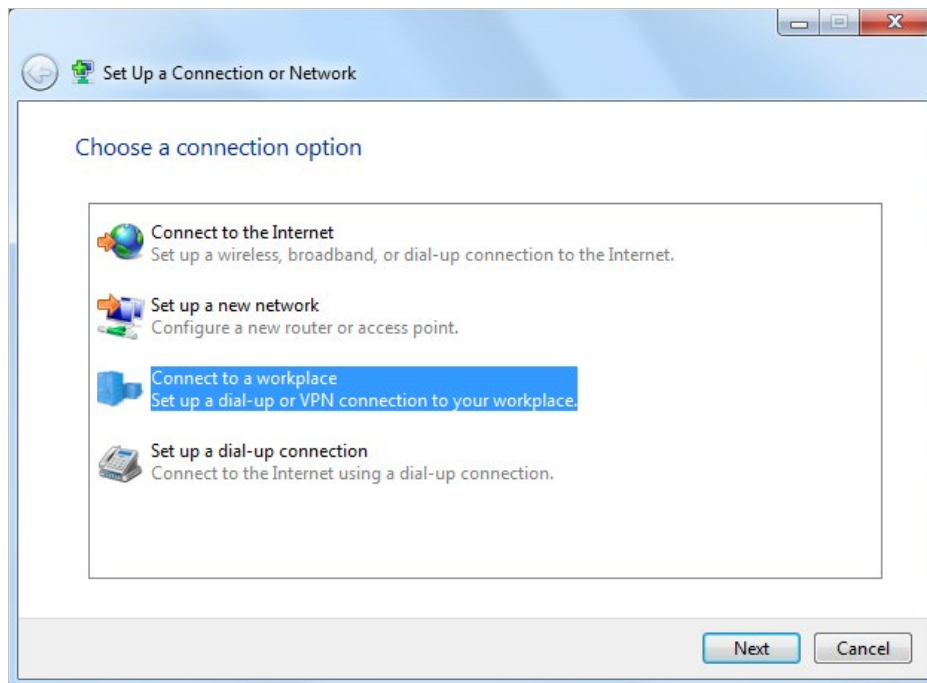 Set Up a Connection or Network
Choose a connection option
Connect to the Internet
Set up a wireless, broadband, or dial-up connection to the Internet.
Set up a new network
Configure a new router or access point.
Connect to a workplace
Set up a dial-up or VPN connection to your workplace.
Set up a dial-up connection
Connect to the Internet using a dial-up connection.
Next Cancel